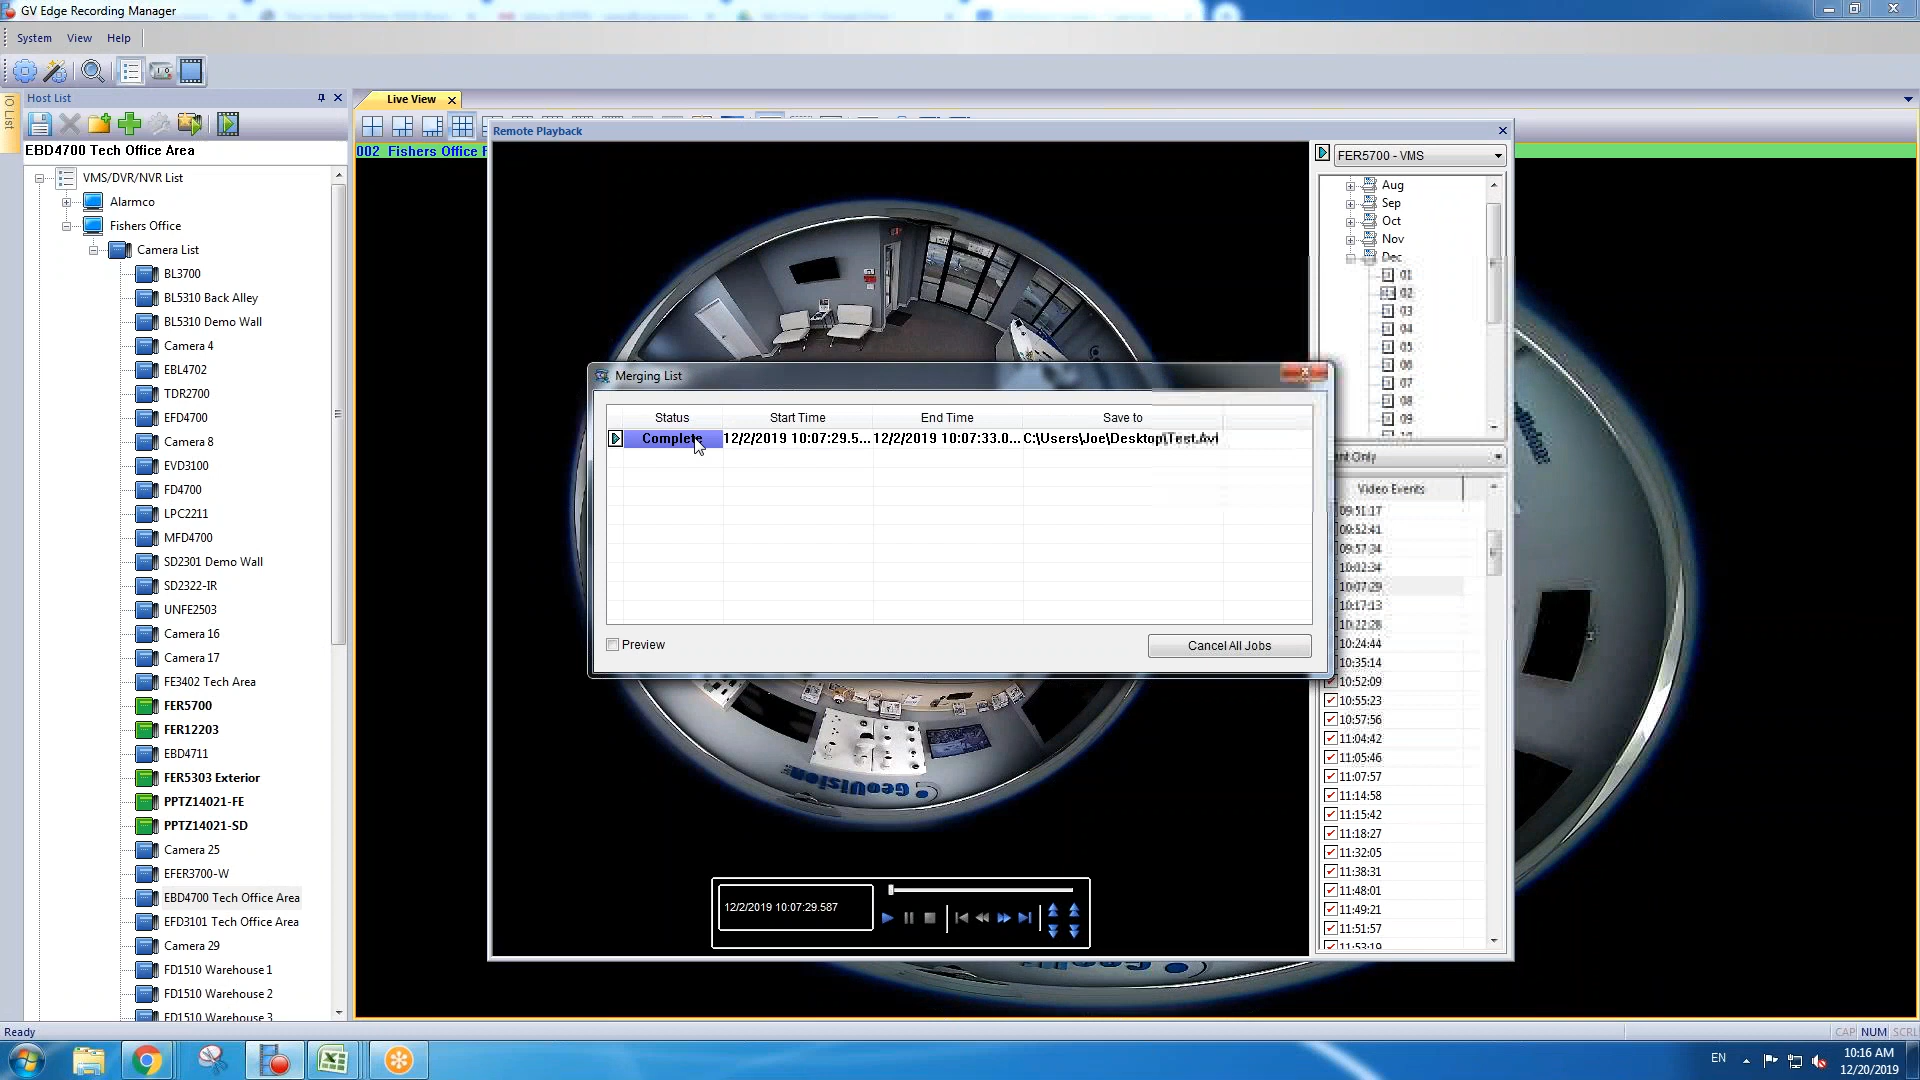 GV Edge Recording Manager
System View Help
IO List
Host List
Live View
EBD4700 Tech Office Area
002 Fishers Office F
VMS/DVR/NVR List
Alarmco
Fishers Office
Camera List
BL3700
BL5310 Back Alley
BL5310 Demo Wall
Camera 4
EBL4702
TDR2700
EFD4700
Camera 8
EVD3100
FD4700
LPC2211
MFD4700
SD2301 Demo Wall
SD2322-IR
UNFE2503
Camera 16
Camera 17
FE3402 Tech Area
FER5700
FER12203
EBD4711
FER5303 Exterior
PPTZ14021-FE
PPTZ14021-SD
Camera 25
EFER3700-W
EBD4700 Tech Office Area
EFD3101 Tech Office Area
Camera 29
FD1510 Warehouse 1
FD1510 Warehouse 2
FD1510 Warehouse 3
Remote Playback
FER5700 - VMS
Aug
Sep
Oct
Nov
Dec
01
02
03
04
05
06
07
08
09
10
Merging List
Status Start Time End Time Save to
Complete 12/2/2019 10:07:29.5... 12/2/2019 10:07:33.0... C:\Users\Joe\Desktop\Test.Avi
Preview
Cancel All Jobs
nt Only
Video Events
09:51:17
09:52:41
09:57:34
10:02:34
10:07:29
10:17:13
10:22:28
10:24:44
10:35:14
10:52:09
10:55:23
10:57:56
11:04:42
11:05:46
11:07:57
11:14:58
11:15:42
11:18:27
11:32:05
11:38:31
11:48:01
11:49:21
11:51:57
11:53:19
GeoVision
12/2/2019 10:07:29.587
Ready
CAP NUM SCRL
EN
10:16 AM
12/20/2019